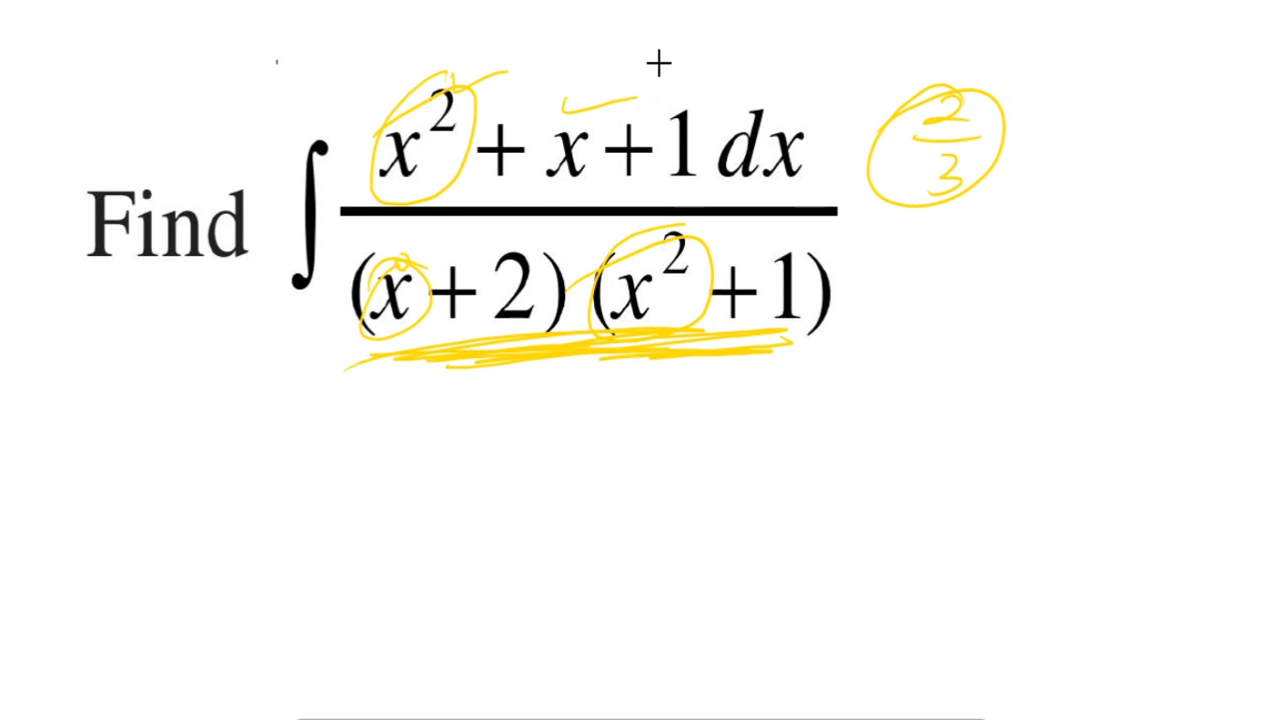 Find ∫ x² + x + 1 dx 2/3
(x + 2) (x² + 1)